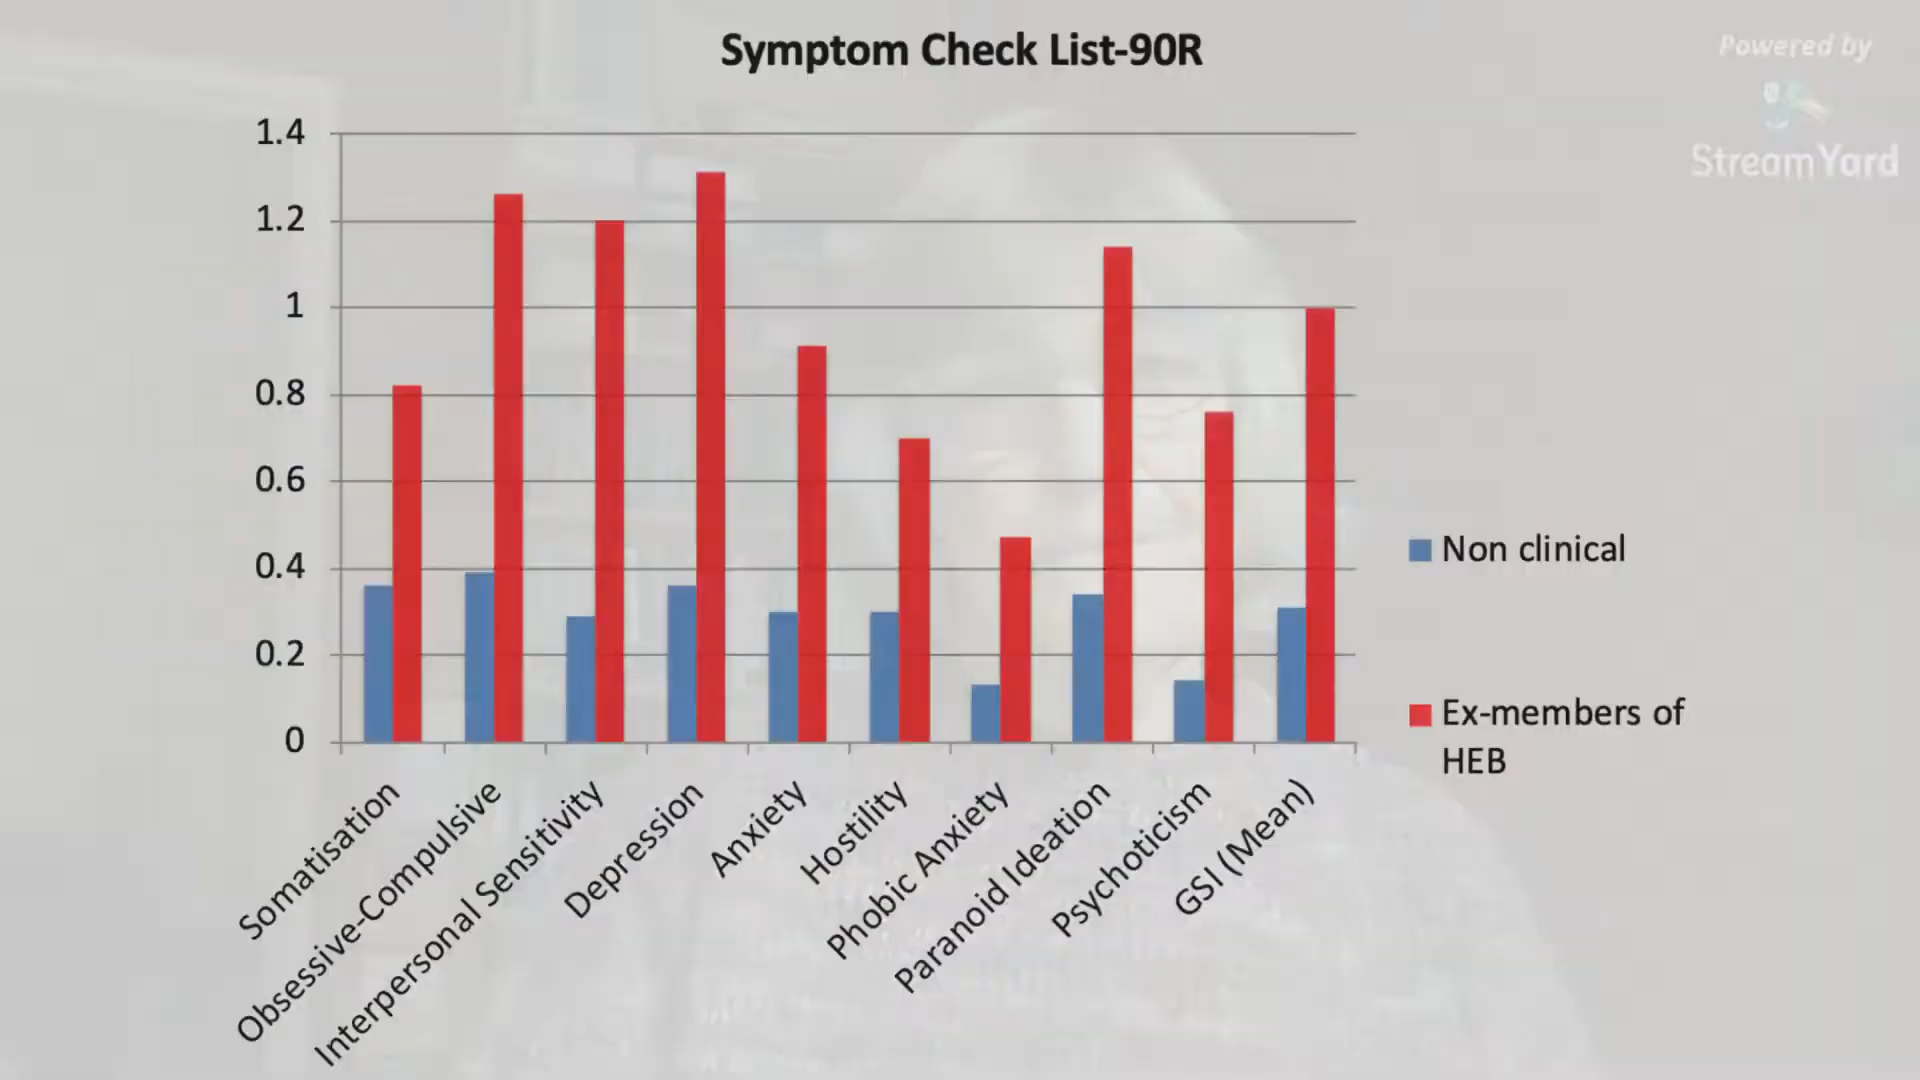 Symptom Check List-90R
Powered by
StreamYard
1.4
1.2
1
0.8
0.6
0.4
0.2
0
Non clinical
Ex-members of
HEB
Somatisation
Obsessive-Compulsive
Interpersonal Sensitivity
Depression
Anxiety
Hostility
Phobic Anxiety
Paranoid Ideation
Psychoticism
GSI (Mean)